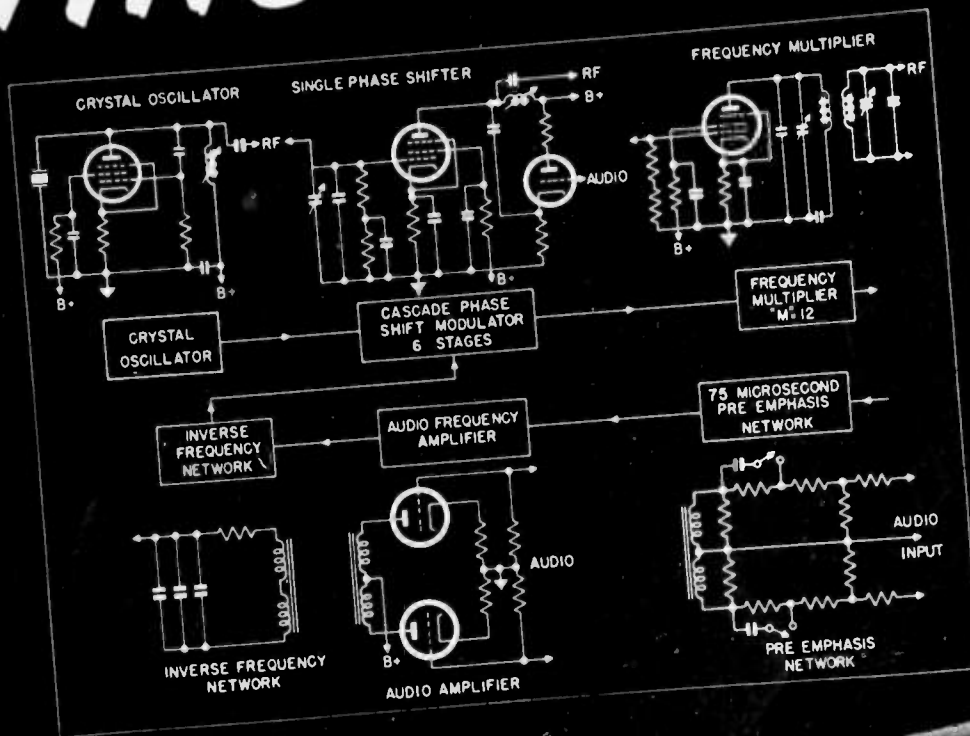 CRYSTAL OSCILLATOR
SINGLE PHASE SHIFTER
FREQUENCY MULTIPLIER
RF
B+
RF
RF
AUDIO
B+
B+
B+
B+
CRYSTAL
OSCILLATOR
CASCADE PHASE
SHIFT MODULATOR
6 STAGES
FREQUENCY
MULTIPLIER
"M"= 12
INVERSE
FREQUENCY
NETWORK
AUDIO FREQUENCY
AMPLIFIER
75 MICROSECOND
PRE EMPHASIS
NETWORK
AUDIO
INPUT
AUDIO
B+
INVERSE FREQUENCY
NETWORK
AUDIO AMPLIFIER
PRE EMPHASIS
NETWORK